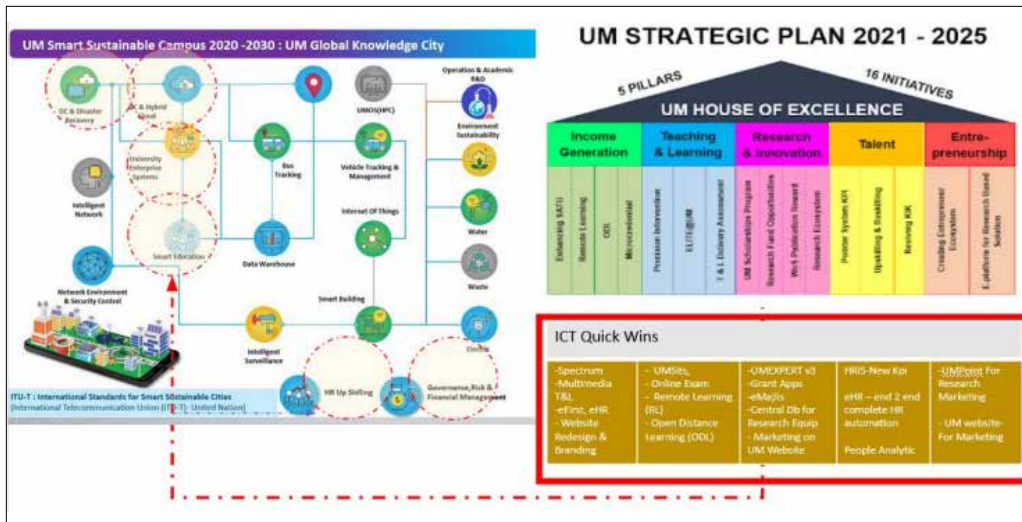 UM Smart Sustainable Campus 2020 -2030 : UM Global Knowledge City
DC & Disaster
Recovery
DC & Hybrid
Cloud
UMOS(HPC)
Operation & Academic
R&D
Environment
Sustainability
University
Enterprise
Systems
Bus
Tracking
Vehicle Tracking &
Management
Intelligent
Network
Internet Of Things
Water
Smart Education
Data Warehouse
Waste
Network Environment
& Security Control
Smart Building
Intelligent
Surveillance
HR Up Skilling
Governance, Risk &
Financial Management
ITU-T : International Standards for Smart Sustainable Cities
(International Telecommunication Union (ITU-T): United Nation)
UM STRATEGIC PLAN 2021 - 2025
5 PILLARS
16 INITIATIVES
UM HOUSE OF EXCELLENCE
Income
Generation
Teaching
& Learning
Research
& Innovation
Talent
Entre-
preneurship
Enhancing SATU
Remote Learning
ODL
Microcredential
Precision Intervention
ELITE@UM
T & L Delivery Assessment
UM Scholarships Program
Research Fund Opportunities
Work Publication Reward
Research Ecosystem
Pointer System KPI
Upskilling & Reskilling
Reviving KIK
Creating Entrepreneur
Ecosystem
E-platform for Research Based
Solution
ICT Quick Wins
-Spectrum
-Multimedia
T&L
-eFirst, eHR
- Website
Redesign &
Branding
- UMSits,
- Online Exam
- Remote Learning
(RL)
- Open Distance
Learning (ODL)
-UMEXPERT v3
-Grant Apps
-eMajlis
-Central Db for
Research Equip
- Marketing on
UM Website
HRIS-New Kpi
eHR – end 2 end
complete HR
automation
People Analytic
-UMPoint For
Research
Marketing
- UM website-
For Marketing